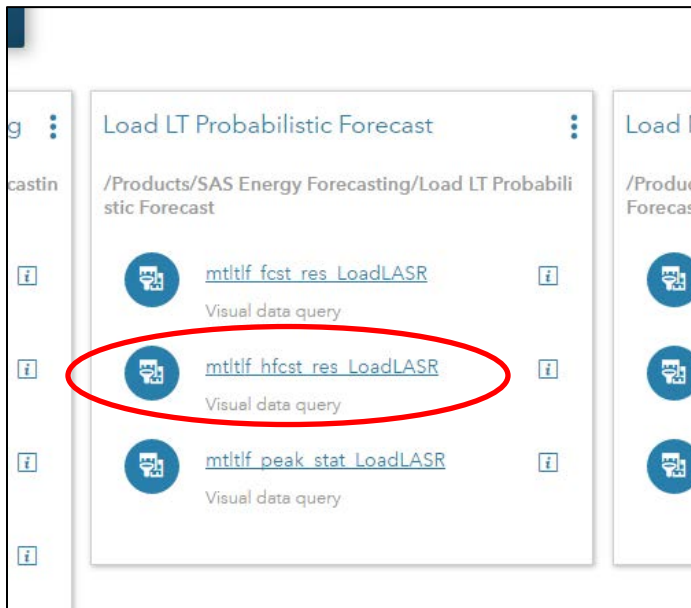 g
Load LT Probabilistic Forecast
Load
castin
/Products/SAS Energy Forecasting/Load LT Probabili
stic Forecast
/Produc
Forecas
mtltlf_fcst_res_LoadLASR
Visual data query
mtltlf_hfcst_res_LoadLASR
Visual data query
mtltlf_peak_stat_LoadLASR
Visual data query